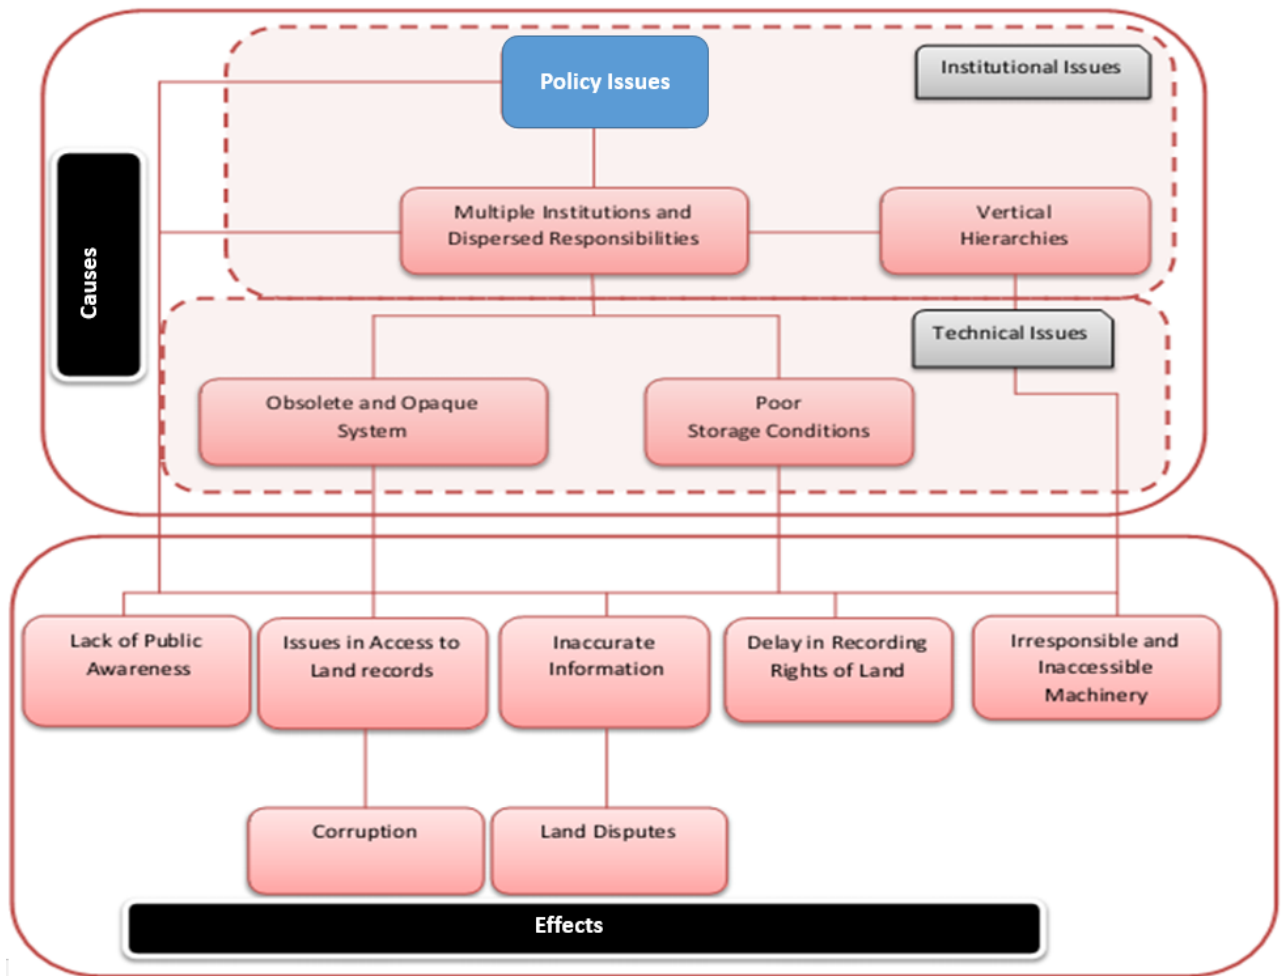 Policy Issues
Institutional Issues
Multiple Institutions and
Dispersed Responsibilities
Vertical
Hierarchies
Causes
Technical Issues
Obsolete and Opaque
System
Poor
Storage Conditions
Lack of Public
Awareness
Issues in Access to
Land records
Inaccurate
Information
Delay in Recording
Rights of Land
Irresponsible and
Inaccessible
Machinery
Corruption
Land Disputes
Effects